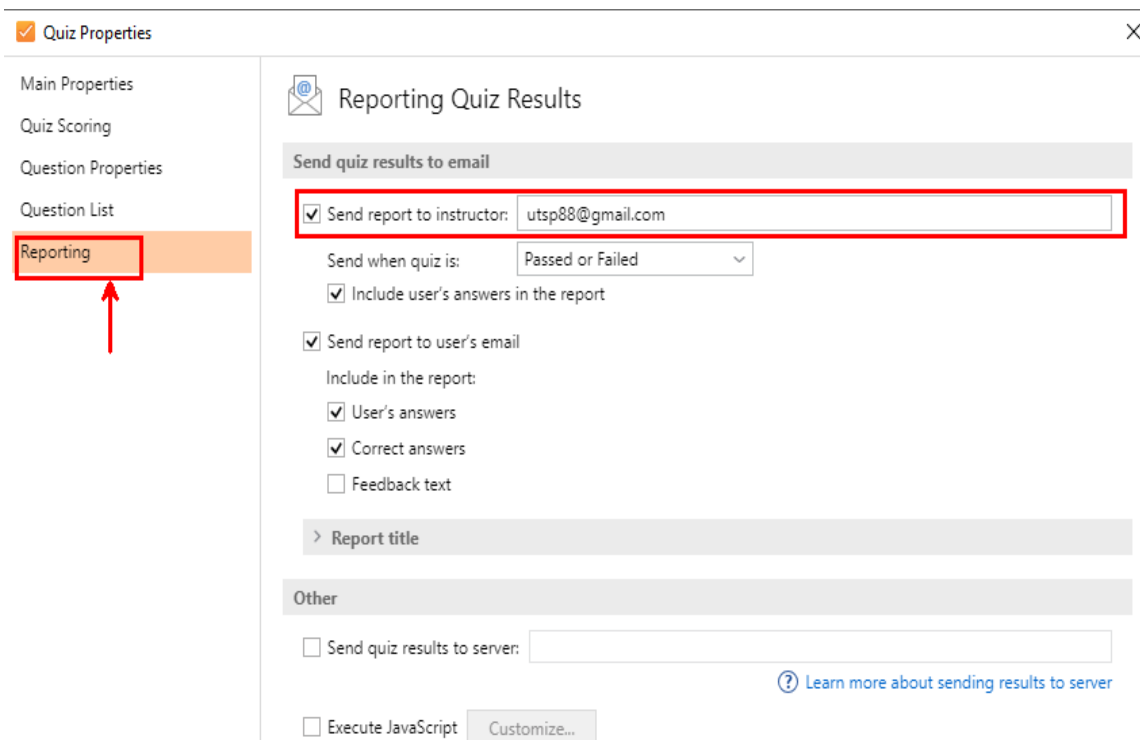 Quiz Properties
Main Properties
Quiz Scoring
Question Properties
Question List
Reporting
Reporting Quiz Results
Send quiz results to email
Send report to instructor: utsp88@gmail.com
Send when quiz is: Passed or Failed
Include user's answers in the report
Send report to user's email
Include in the report:
User's answers
Correct answers
Feedback text
Report title
Other
Send quiz results to server:
Learn more about sending results to server
Execute JavaScript Customize...